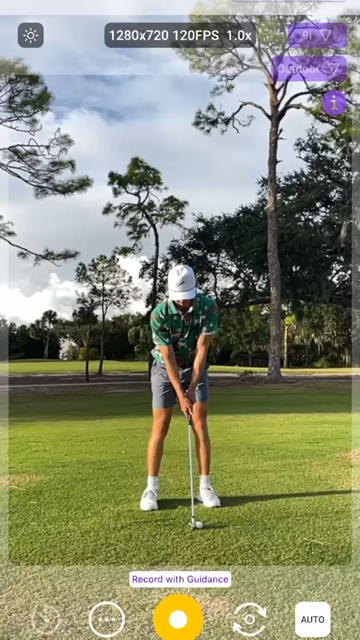 1280x720 120FPS 1.0x
9i
Outdoor
i
Record with Guidance
AUTO